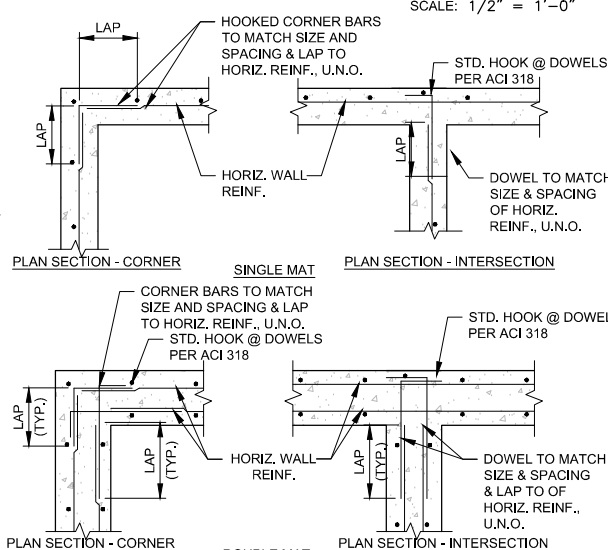 SCALE: 1/2" = 1'-0"
LAP
HOOKED CORNER BARS
TO MATCH SIZE AND
SPACING & LAP TO
HORIZ. REINF., U.N.O.
STD. HOOK @ DOWELS
PER ACI 318
LAP
LAP
HORIZ. WALL
REINF.
DOWEL TO MATCH
SIZE & SPACING
OF HORIZ.
REINF., U.N.O.
PLAN SECTION - CORNER
PLAN SECTION - INTERSECTION
SINGLE MAT
CORNER BARS TO MATCH
SIZE AND SPACING & LAP
TO HORIZ. REINF., U.N.O.
STD. HOOK @ DOWELS
PER ACI 318
STD. HOOK @ DOWEL
PER ACI 318
LAP
(TYP.)
LAP
(TYP.)
HORIZ. WALL
REINF.
LAP
(TYP.)
DOWEL TO MATCH
SIZE & SPACING
& LAP TO OF
HORIZ. REINF.,
U.N.O.
PLAN SECTION - CORNER
PLAN SECTION - INTERSECTION